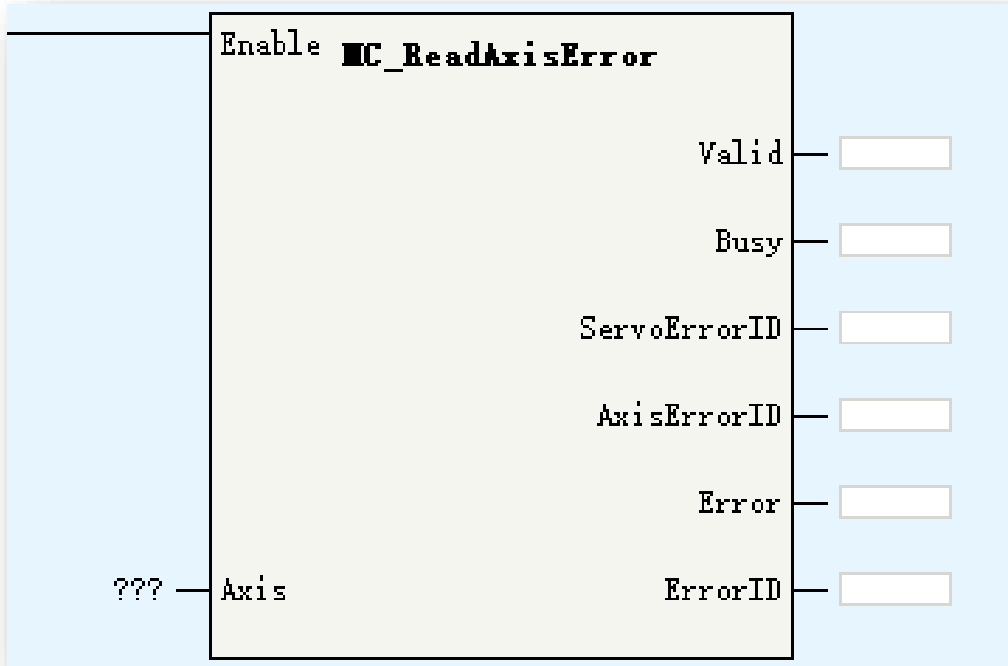 Enable MC_ReadAxisError
Valid
Busy
ServoErrorID
AxisErrorID
Error
??? Axis ErrorID